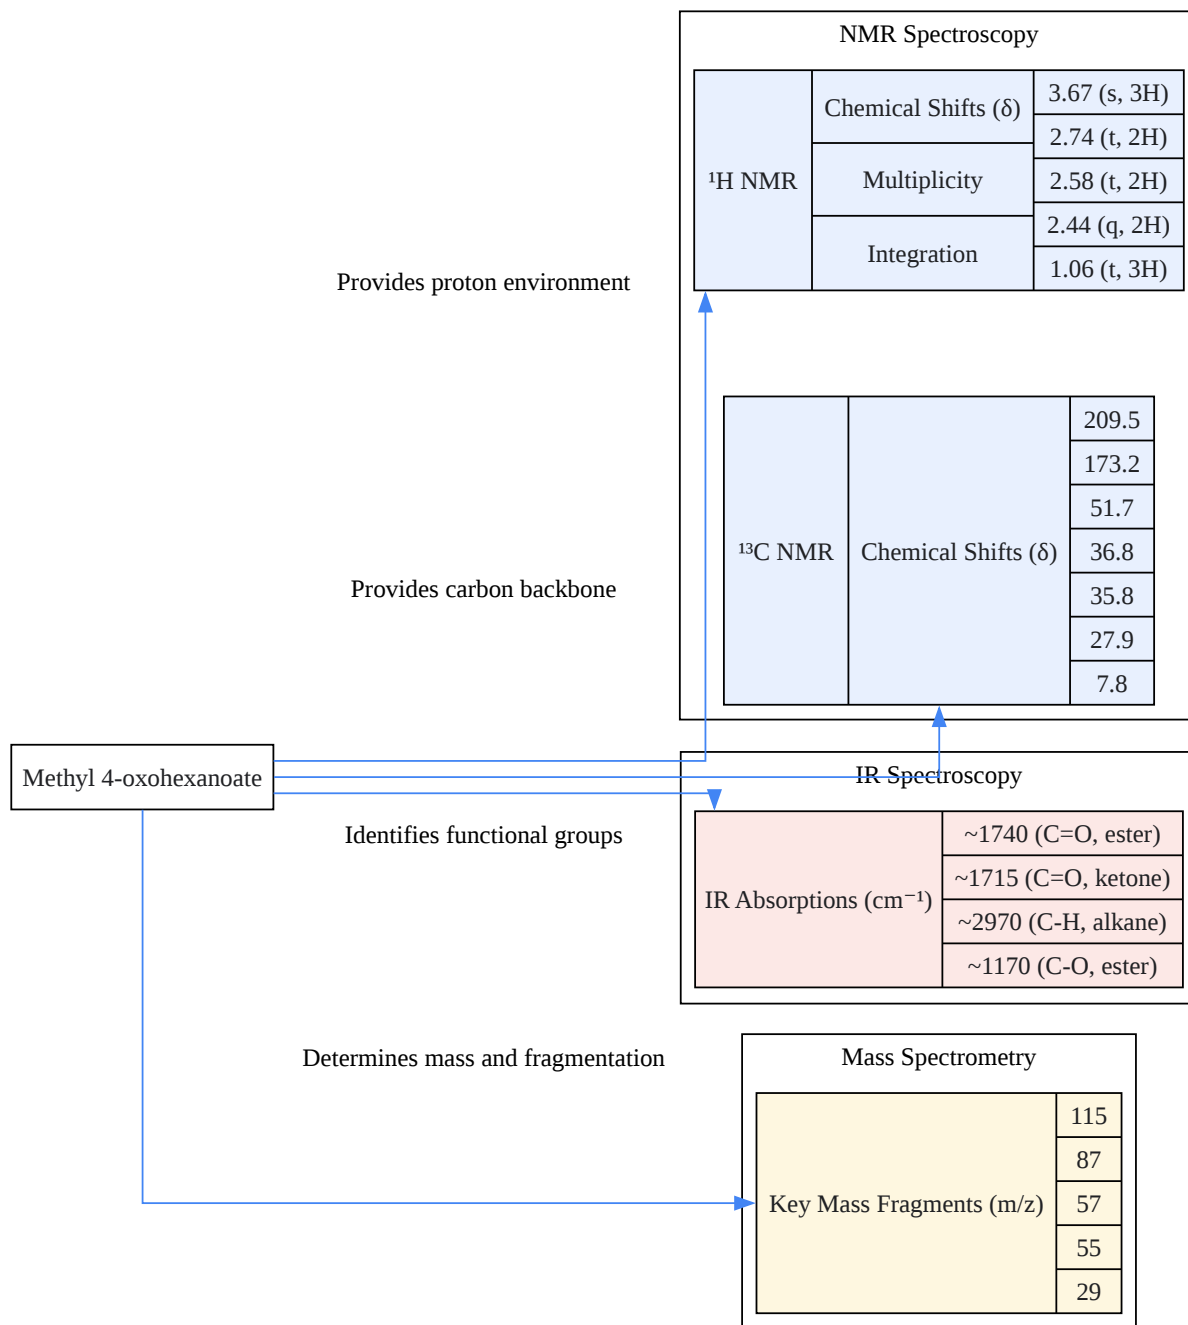 NMR Spectroscopy
¹H NMR
Chemical Shifts (δ)
Multiplicity
Integration
3.67 (s, 3H)
2.74 (t, 2H)
2.58 (t, 2H)
2.44 (q, 2H)
1.06 (t, 3H)
Provides proton environment
¹³C NMR
Chemical Shifts (δ)
209.5
173.2
51.7
36.8
35.8
27.9
7.8
Provides carbon backbone
Methyl 4-oxohexanoate
IR Spectroscopy
Identifies functional groups
IR Absorptions (cm⁻¹)
~1740 (C=O, ester)
~1715 (C=O, ketone)
~2970 (C-H, alkane)
~1170 (C-O, ester)
Determines mass and fragmentation
Mass Spectrometry
Key Mass Fragments (m/z)
115
87
57
55
29